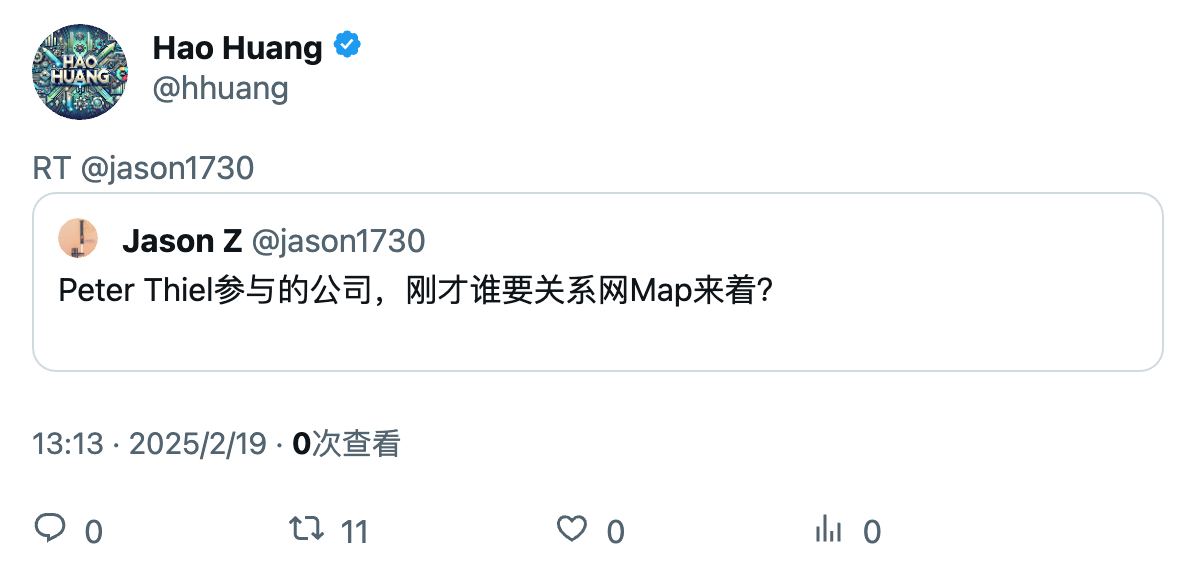 HAO
HUANG
Hao Huang
@hhuang
RT @jason1730
Jason Z @jason1730
Peter Thiel参与的公司，刚才谁要关系网Map来着?
13:13 · 2025/2/19 · 0次查看
0 11 0 0